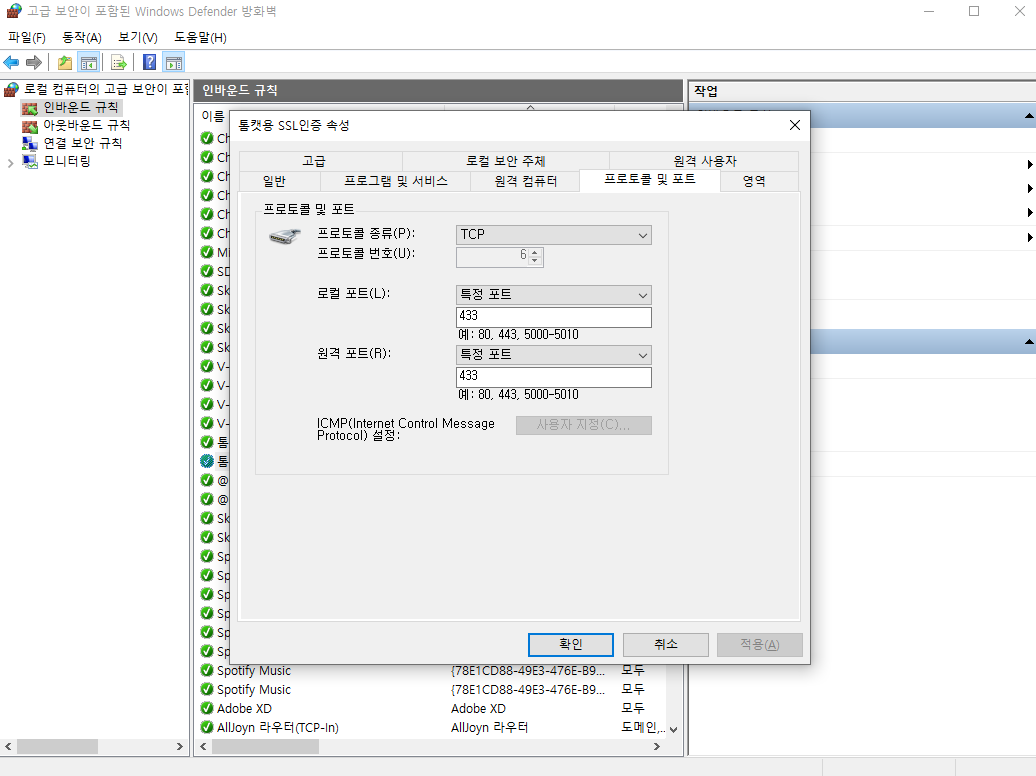 고급 보안이 포함된 Windows Defender 방화벽
파일(F) 동작(A) 보기(V) 도움말(H)
로컬 컴퓨터의 고급 보안이 포함
인바운드 규칙
아웃바운드 규칙
연결 보안 규칙
모니터링
인바운드 규칙
이름
Ch
Ch
Ch
Ch
Ch
Ch
Mi
SD
Sk
Sk
Sk
Sk
V-
V-
V-
V-
톰
톰
@
@
Sk
Sk
Sp
Sp
Sp
Sp
Sp
Sp
Spotify Music {78E1CD88-49E3-476E-B9... 모두
Spotify Music {78E1CD88-49E3-476E-B9... 모두
Adobe XD Adobe XD 모두
AllJoyn 라우터(TCP-In) AllJoyn 라우터 도메인,..
작업
톰캣용 SSL인증 속성
고급 로컬 보안 주체 원격 사용자
일반 프로그램 및 서비스 원격 컴퓨터 프로토콜 및 포트 영역
프로토콜 및 포트
프로토콜 종류(P): TCP
프로토콜 번호(U): 6
로컬 포트(L): 특정 포트
433
예: 80, 443, 5000-5010
원격 포트(R): 특정 포트
433
예: 80, 443, 5000-5010
ICMP(Internet Control Message
Protocol) 설정: 사용자 지정(C)...
확인 취소 적용(A)